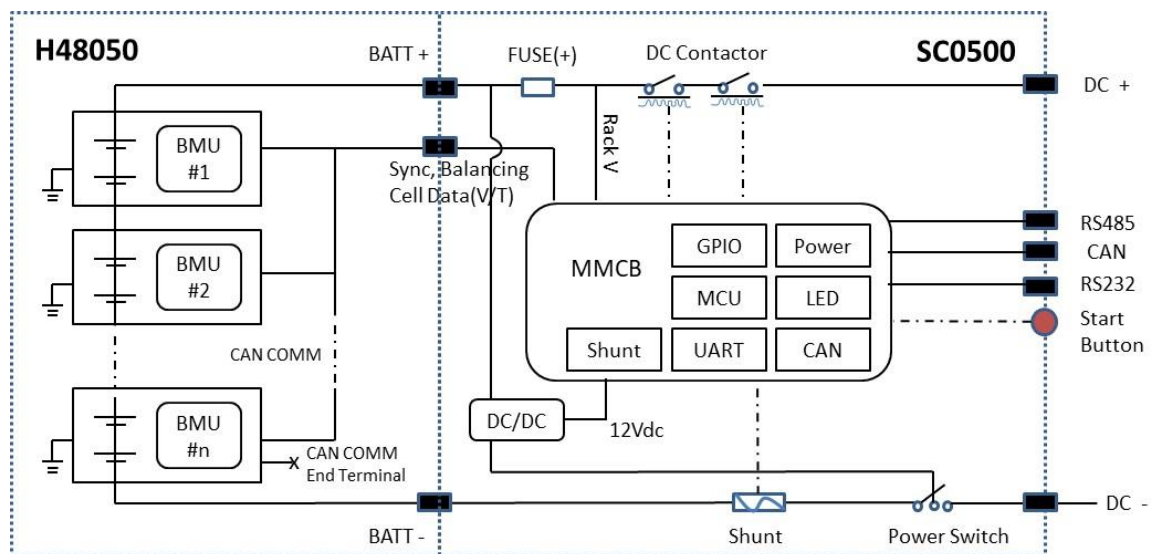 H48050
SC0500
BATT +
FUSE(+)
DC Contactor
DC +
BMU
#1
Rack V
Sync, Balancing
Cell Data(V/T)
RS485
CAN
RS232
Start
Button
MMCB
GPIO
Power
MCU
LED
Shunt
UART
CAN
BMU
#2
CAN COMM
BMU
#n
CAN COMM
End Terminal
x
DC/DC
12Vdc
DC -
BATT -
Shunt
Power Switch